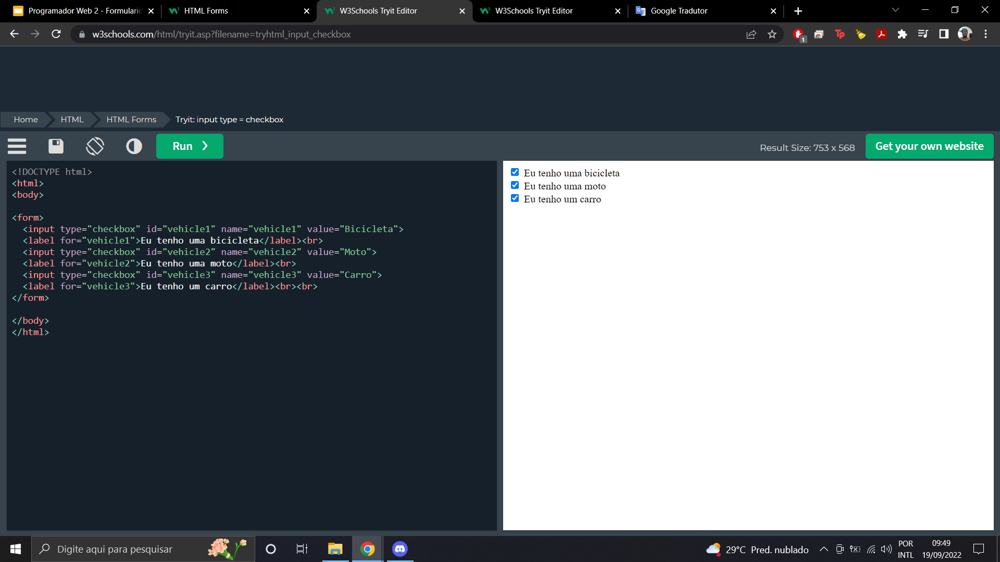 Programador Web 2 - Formulario
HTML Forms
W3Schools Tryit Editor
W3Schools Tryit Editor
Google Tradutor
w3schools.com/html/tryit.asp?filename=tryhtml_input_checkbox
1
Home
HTML
HTML Forms
Tryit: input type = checkbox
Run ❯
Result Size: 753 x 568
Get your own website
<!DOCTYPE html>
<html>
<body>
<form>
<input type="checkbox" id="vehicle1" name="vehicle1" value="Bicicleta">
<label for="vehicle1">Eu tenho uma bicicleta</label><br>
<input type="checkbox" id="vehicle2" name="vehicle2" value="Moto">
<label for="vehicle2">Eu tenho uma moto</label><br>
<input type="checkbox" id="vehicle3" name="vehicle3" value="Carro">
<label for="vehicle3">Eu tenho um carro</label><br><br>
</form>
</body>
</html>
Eu tenho uma bicicleta
Eu tenho uma moto
Eu tenho um carro
Digite aqui para pesquisar
29°C Pred. nublado
POR
INTL
09:49
19/09/2022